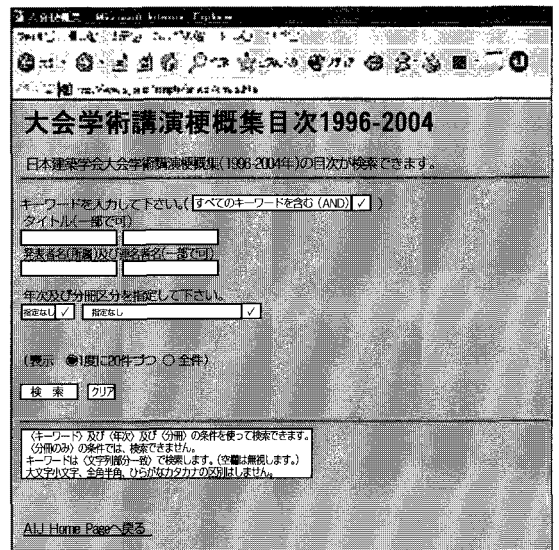 大会学術講演梗概集目次1996-2004
日本建築学会大会学術講演梗概集(1996-2004年)の目次が検索できます。
キーワードを入力して下さい。( すべてのキーワードを含む (AND) ✓ )
タイトル(一部で可)
発表者名(所属)及び連名者名(一部で可)
年次及び分冊区分を指定して下さい。
指定なし ✓ 指定なし ✓
(表示 ◉1度に20件づつ ○全件)
検 索 クリア
〈キーワード〉及び〈年次〉及び〈分冊〉の条件を使って検索できます。
〈分冊のみ〉の条件では、検索できません。
キーワードは〈文字列部分一致〉で検索します。(空欄は無視します。)
大文字小文字、全角半角、ひらがなカタカナの区別はしません。
AIJ Home Pageへ戻る